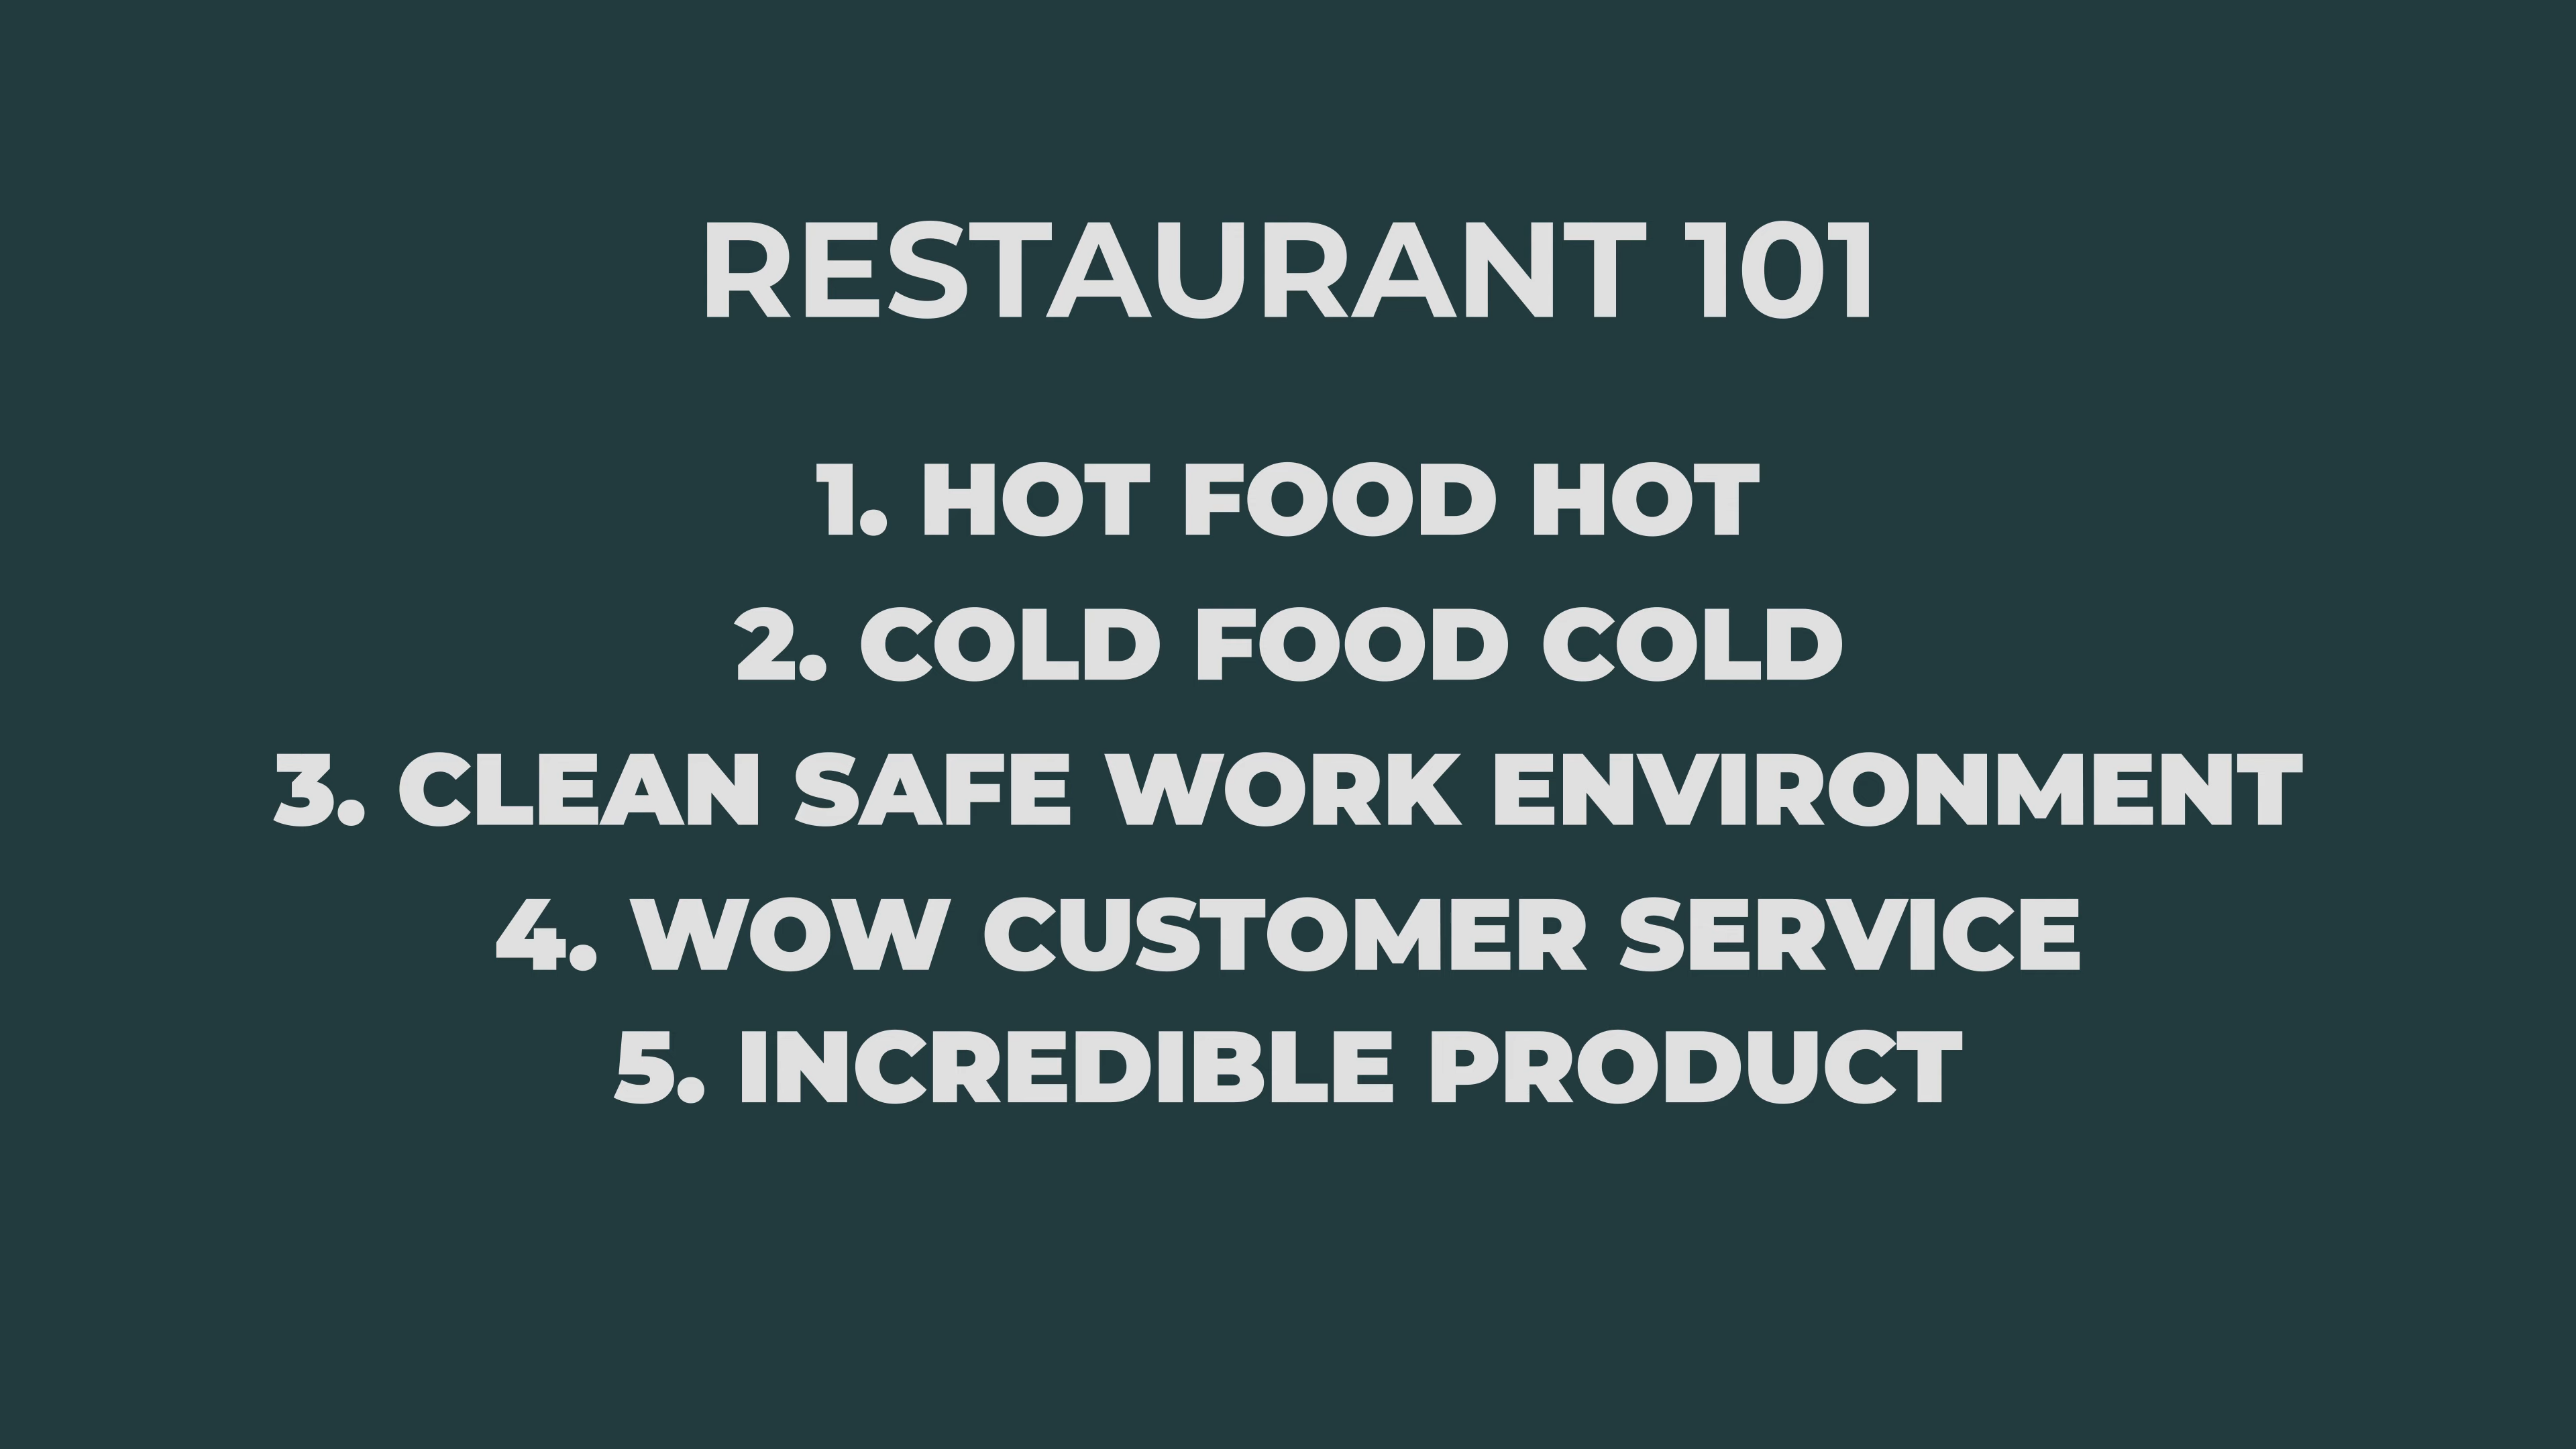 RESTAURANT 101
1. HOT FOOD HOT
2. COLD FOOD COLD
3. CLEAN SAFE WORK ENVIRONMENT
4. WOW CUSTOMER SERVICE
5. INCREDIBLE PRODUCT